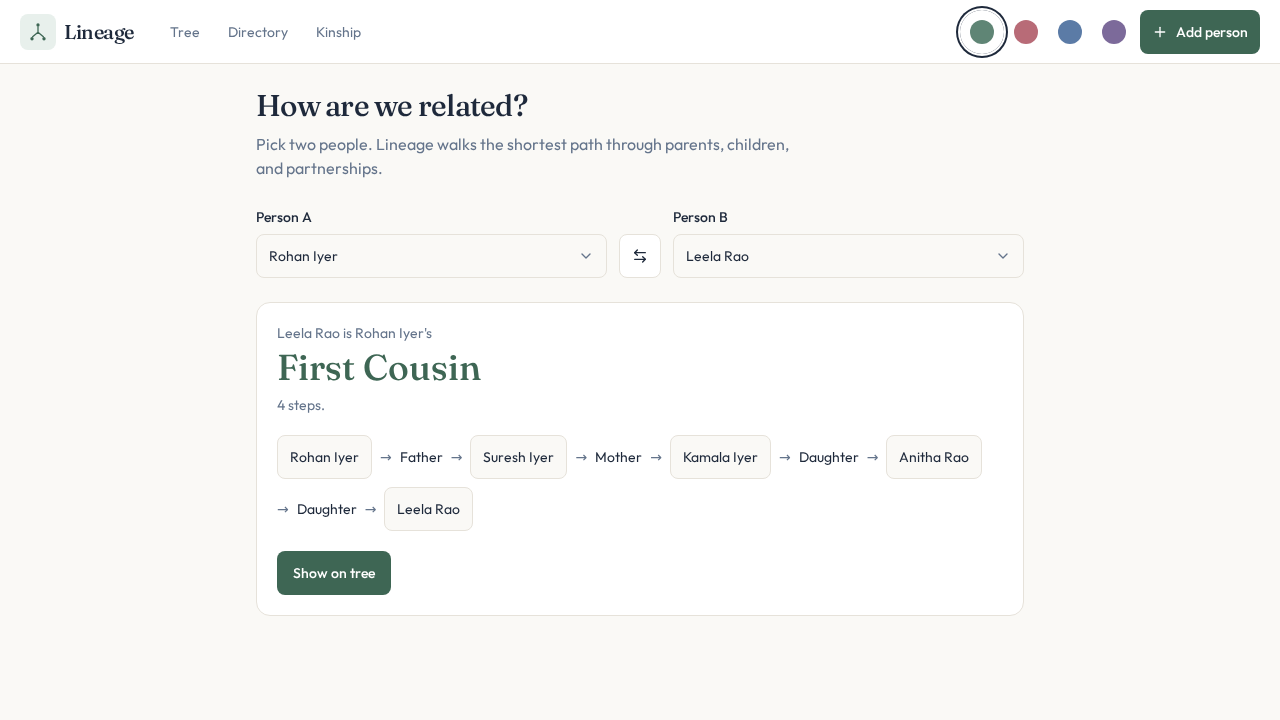 Lineage
Tree
Directory
Kinship
Add person
How are we related?
Pick two people. Lineage walks the shortest path through parents, children,
and partnerships.
Person A
Person B
Rohan Iyer
Leela Rao
Leela Rao is Rohan Iyer's
First Cousin
4 steps.
Rohan Iyer → Father → Suresh Iyer → Mother → Kamala Iyer → Daughter → Anitha Rao
→ Daughter → Leela Rao
Show on tree